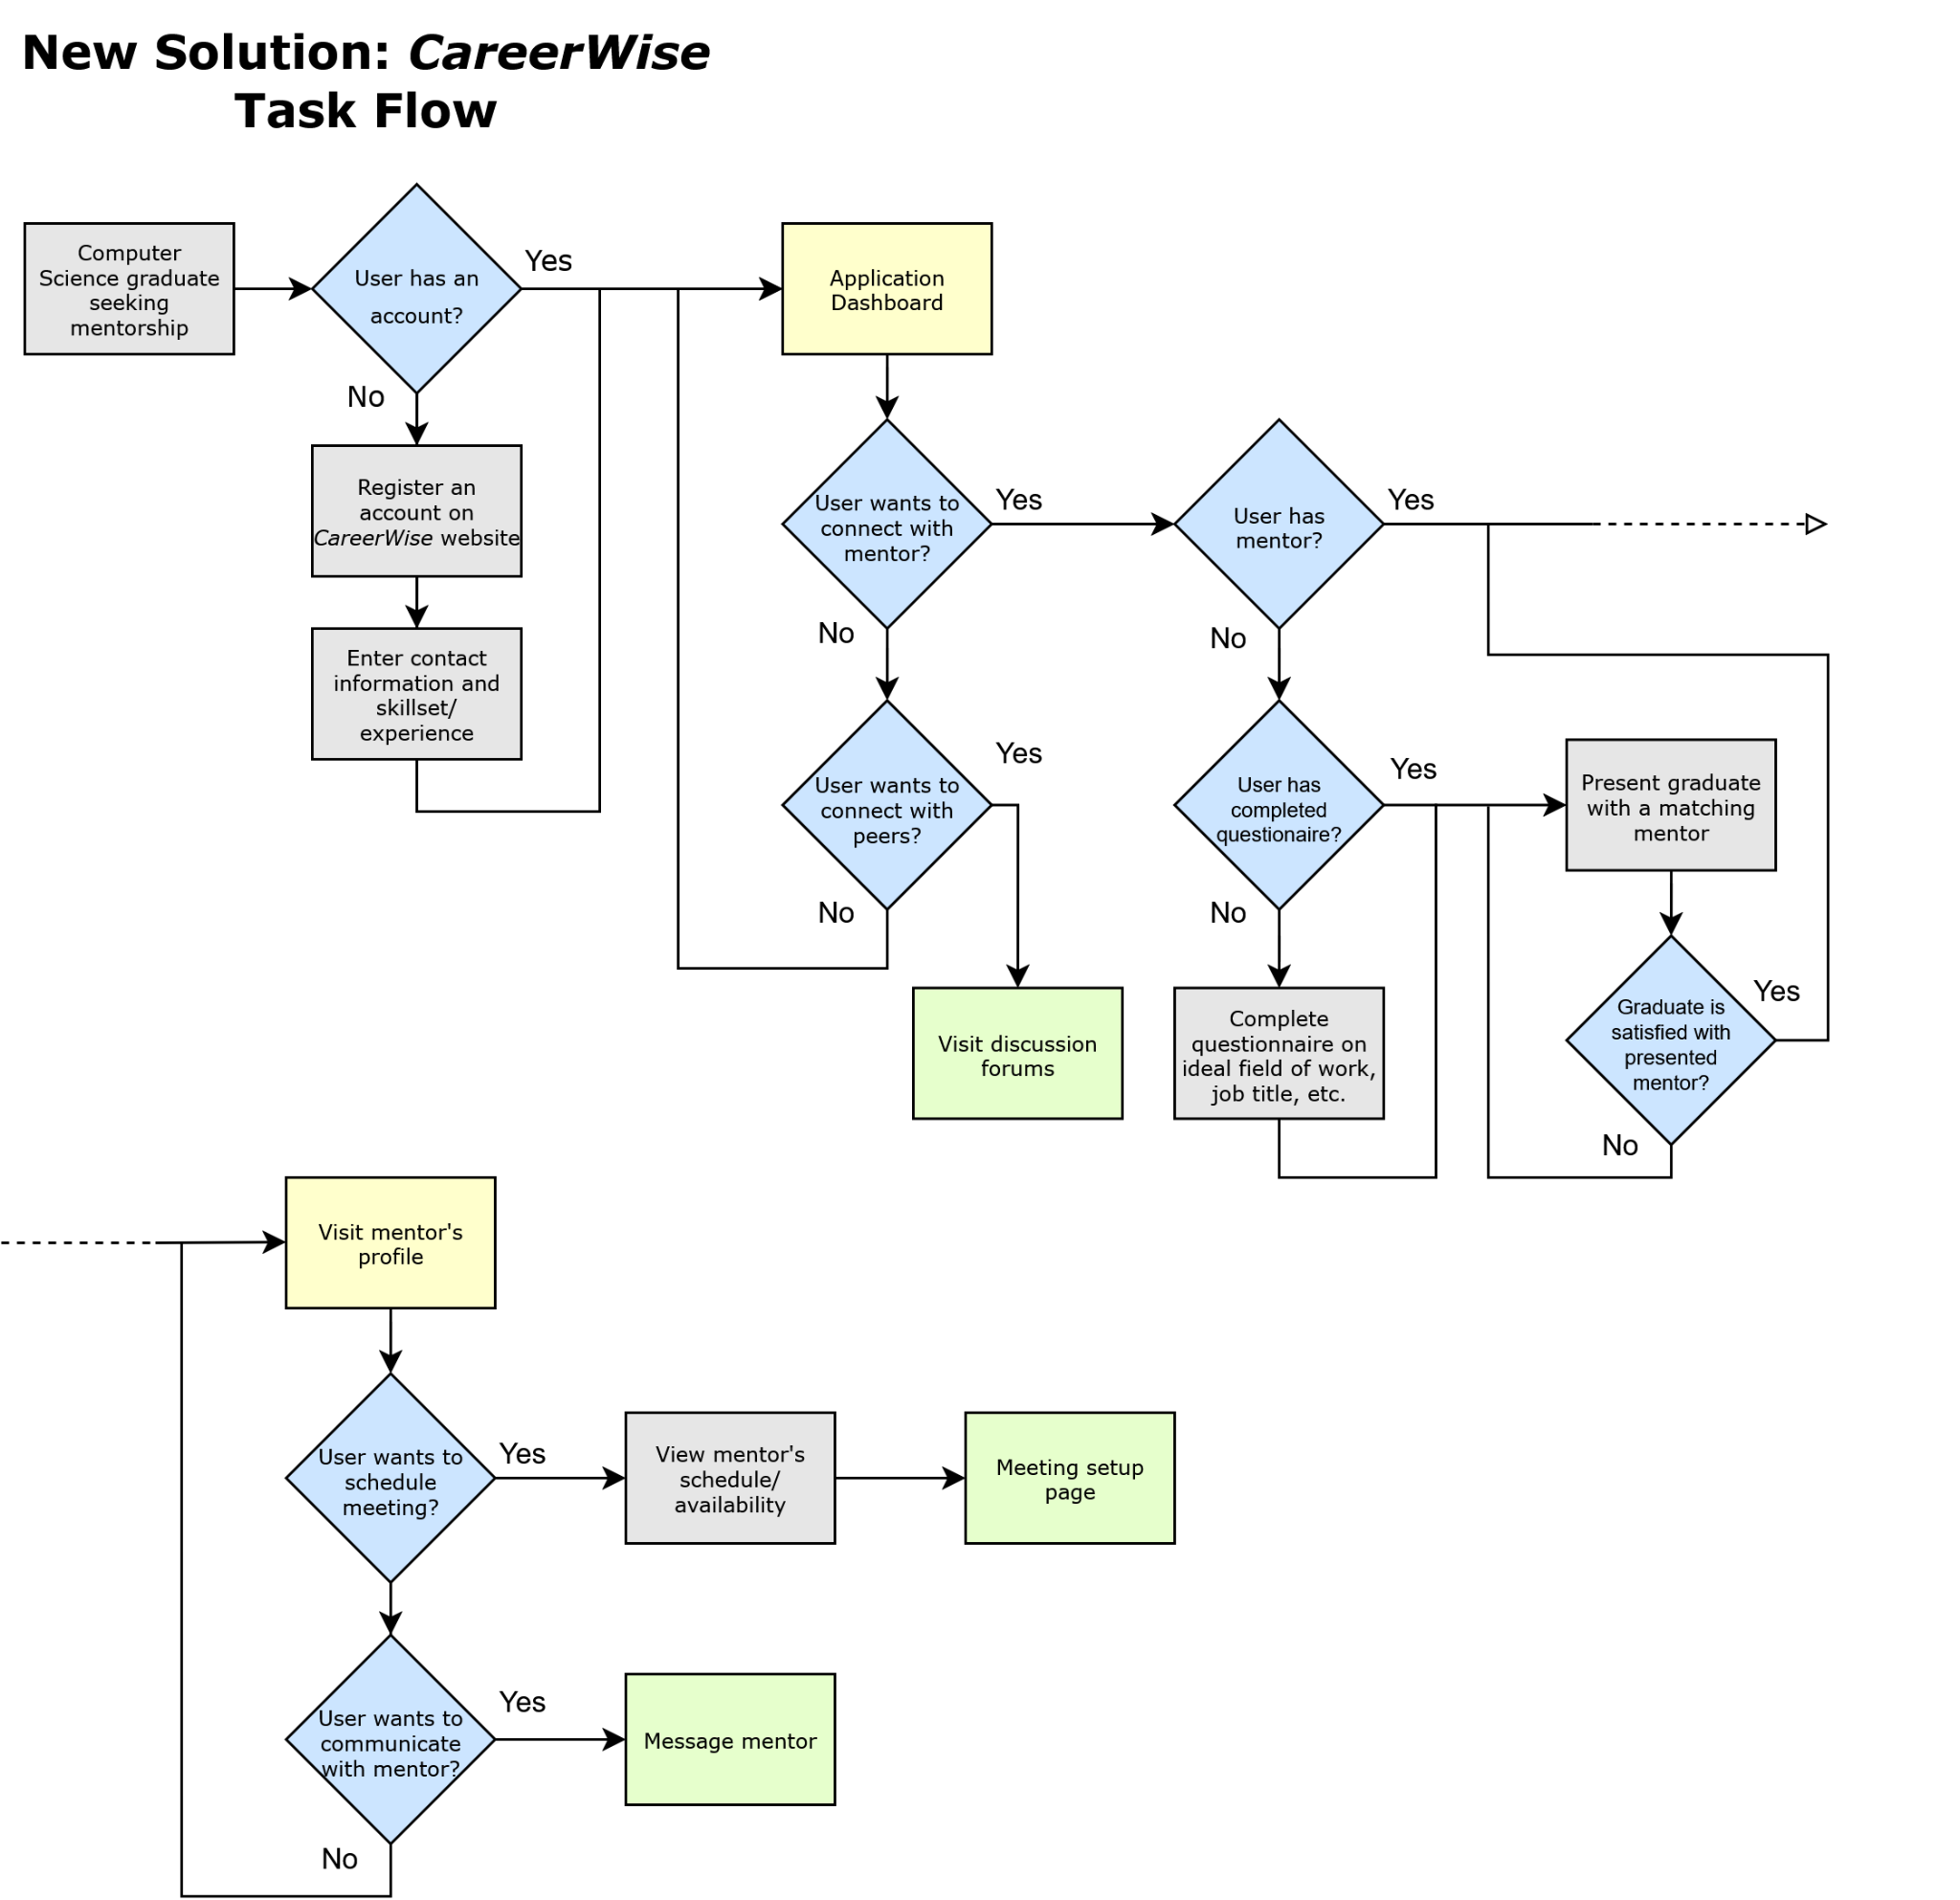 New Solution: CareerWise
Task Flow
Computer
Science graduate
seeking
mentorship
User has an
account?
Yes
No
Register an
account on
CareerWise website
Enter contact
information and
skillset/
experience
Application
Dashboard
User wants to
connect with
mentor?
Yes
No
User wants to
connect with
peers?
Yes
No
Visit discussion
forums
User has
mentor?
Yes
No
User has
completed
questionaire?
Yes
No
Complete
questionnaire on
ideal field of work,
job title, etc.
Present graduate
with a matching
mentor
Graduate is
satisfied with
presented
mentor?
Yes
No
Visit mentor's
profile
User wants to
schedule
meeting?
Yes
View mentor's
schedule/
availability
Meeting setup
page
User wants to
communicate
with mentor?
Yes
No
Message mentor